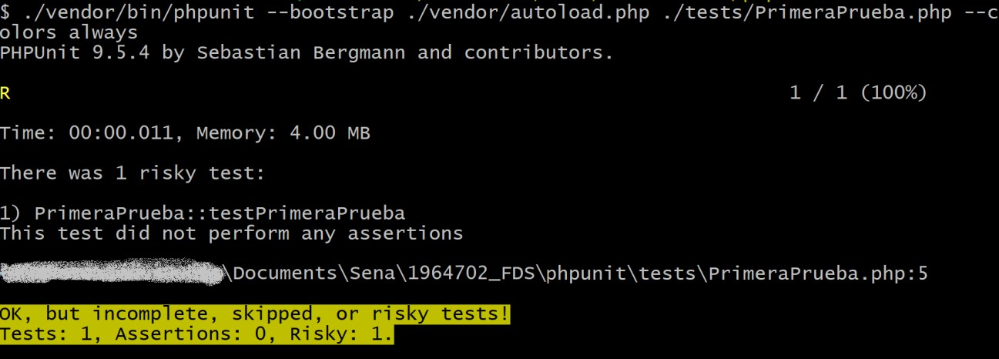 $ ./vendor/bin/phpunit --bootstrap ./vendor/autoload.php ./tests/PrimeraPrueba.php --c
olors always
PHPUnit 9.5.4 by Sebastian Bergmann and contributors.
R 1 / 1 (100%)
Time: 00:00.011, Memory: 4.00 MB
There was 1 risky test:
1) PrimeraPrueba::testPrimeraPrueba
This test did not perform any assertions
\Documents\Sena\1964702_FDS\phpunit\tests\PrimeraPrueba.php:5
OK, but incomplete, skipped, or risky tests!
Tests: 1, Assertions: 0, Risky: 1.